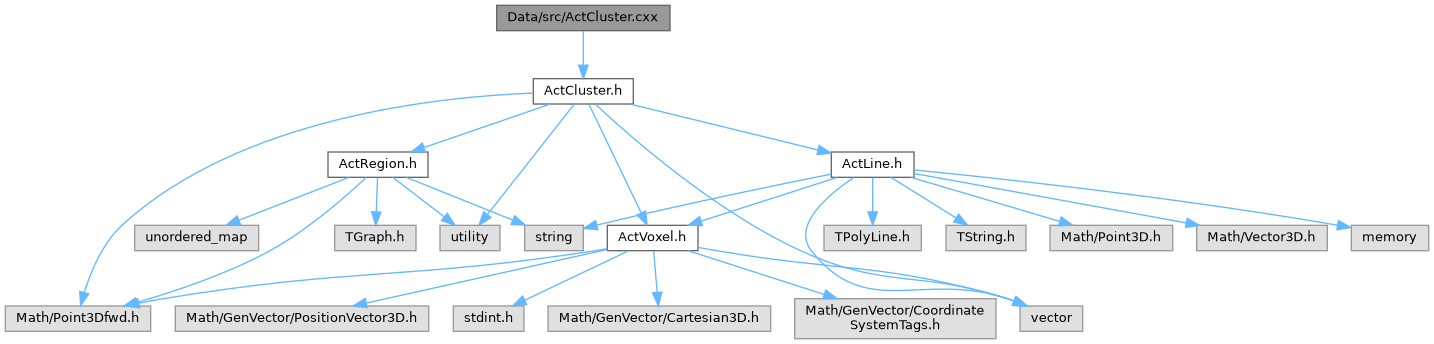 Data/src/ActCluster.cxx
ActCluster.h
ActRegion.h
ActLine.h
unordered_map
TGraph.h
utility
string
ActVoxel.h
TPolyLine.h
TString.h
Math/Point3D.h
Math/Vector3D.h
memory
Math/Point3Dfwd.h
Math/GenVector/PositionVector3D.h
stdint.h
Math/GenVector/Cartesian3D.h
Math/GenVector/Coordinate
SystemTags.h
vector